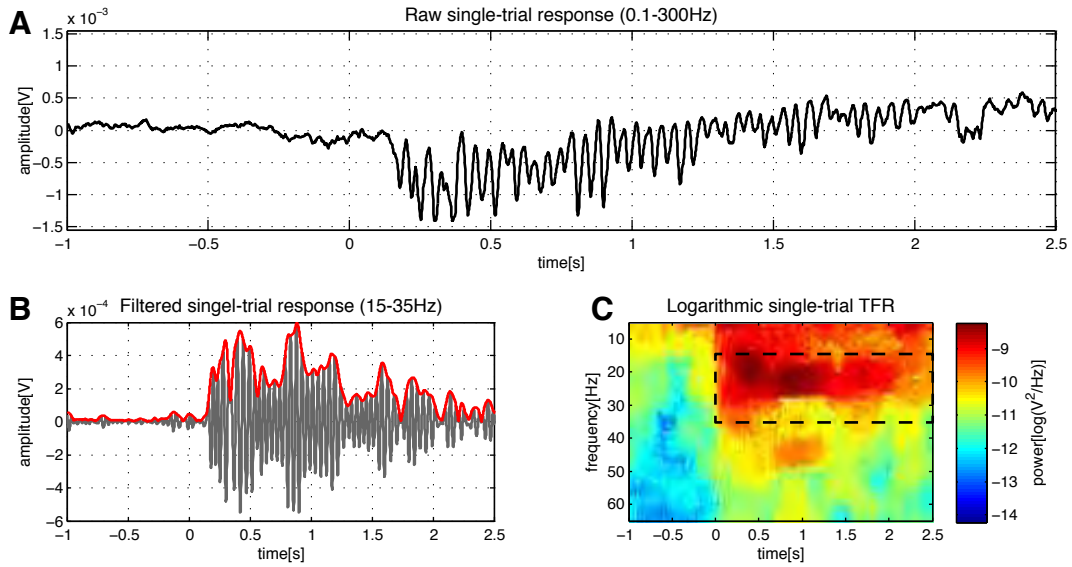 A
Raw single-trial response (0.1-300Hz)
x 10⁻³
1.5
1
0.5
0
−0.5
−1
−1.5
amplitude[V]
−1 −0.5 0 0.5 1 1.5 2 2.5
time[s]
B
Filtered singel-trial response (15-35Hz)
x 10⁻⁴
6
4
2
0
−2
−4
−6
amplitude[V]
−1 −0.5 0 0.5 1 1.5 2 2.5
time[s]
C
Logarithmic single-trial TFR
10
20
30
40
50
60
frequency[Hz]
−1 −0.5 0 0.5 1 1.5 2 2.5
time[s]
−9
−10
−11
−12
−13
−14
power[log(V²/Hz)]